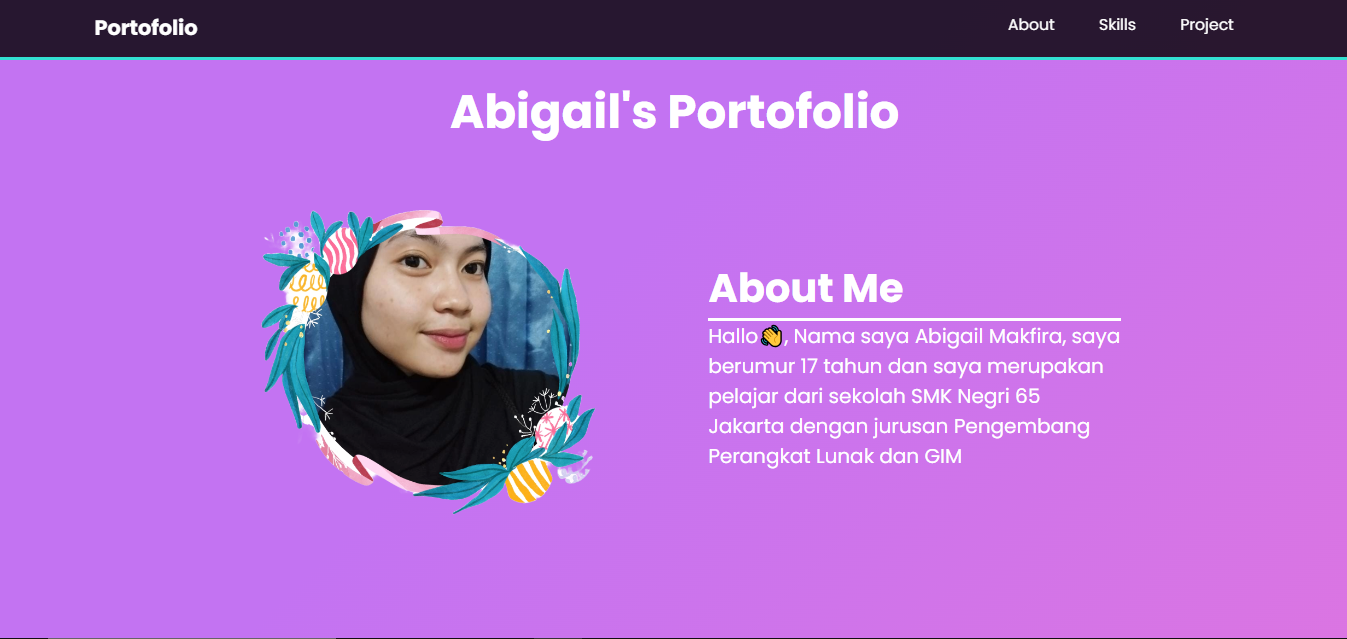 Portofolio
About
Skills
Project
Abigail's Portofolio
About Me
Hallo👋, Nama saya Abigail Makfira, saya
berumur 17 tahun dan saya merupakan
pelajar dari sekolah SMK Negri 65
Jakarta dengan jurusan Pengembang
Perangkat Lunak dan GIM